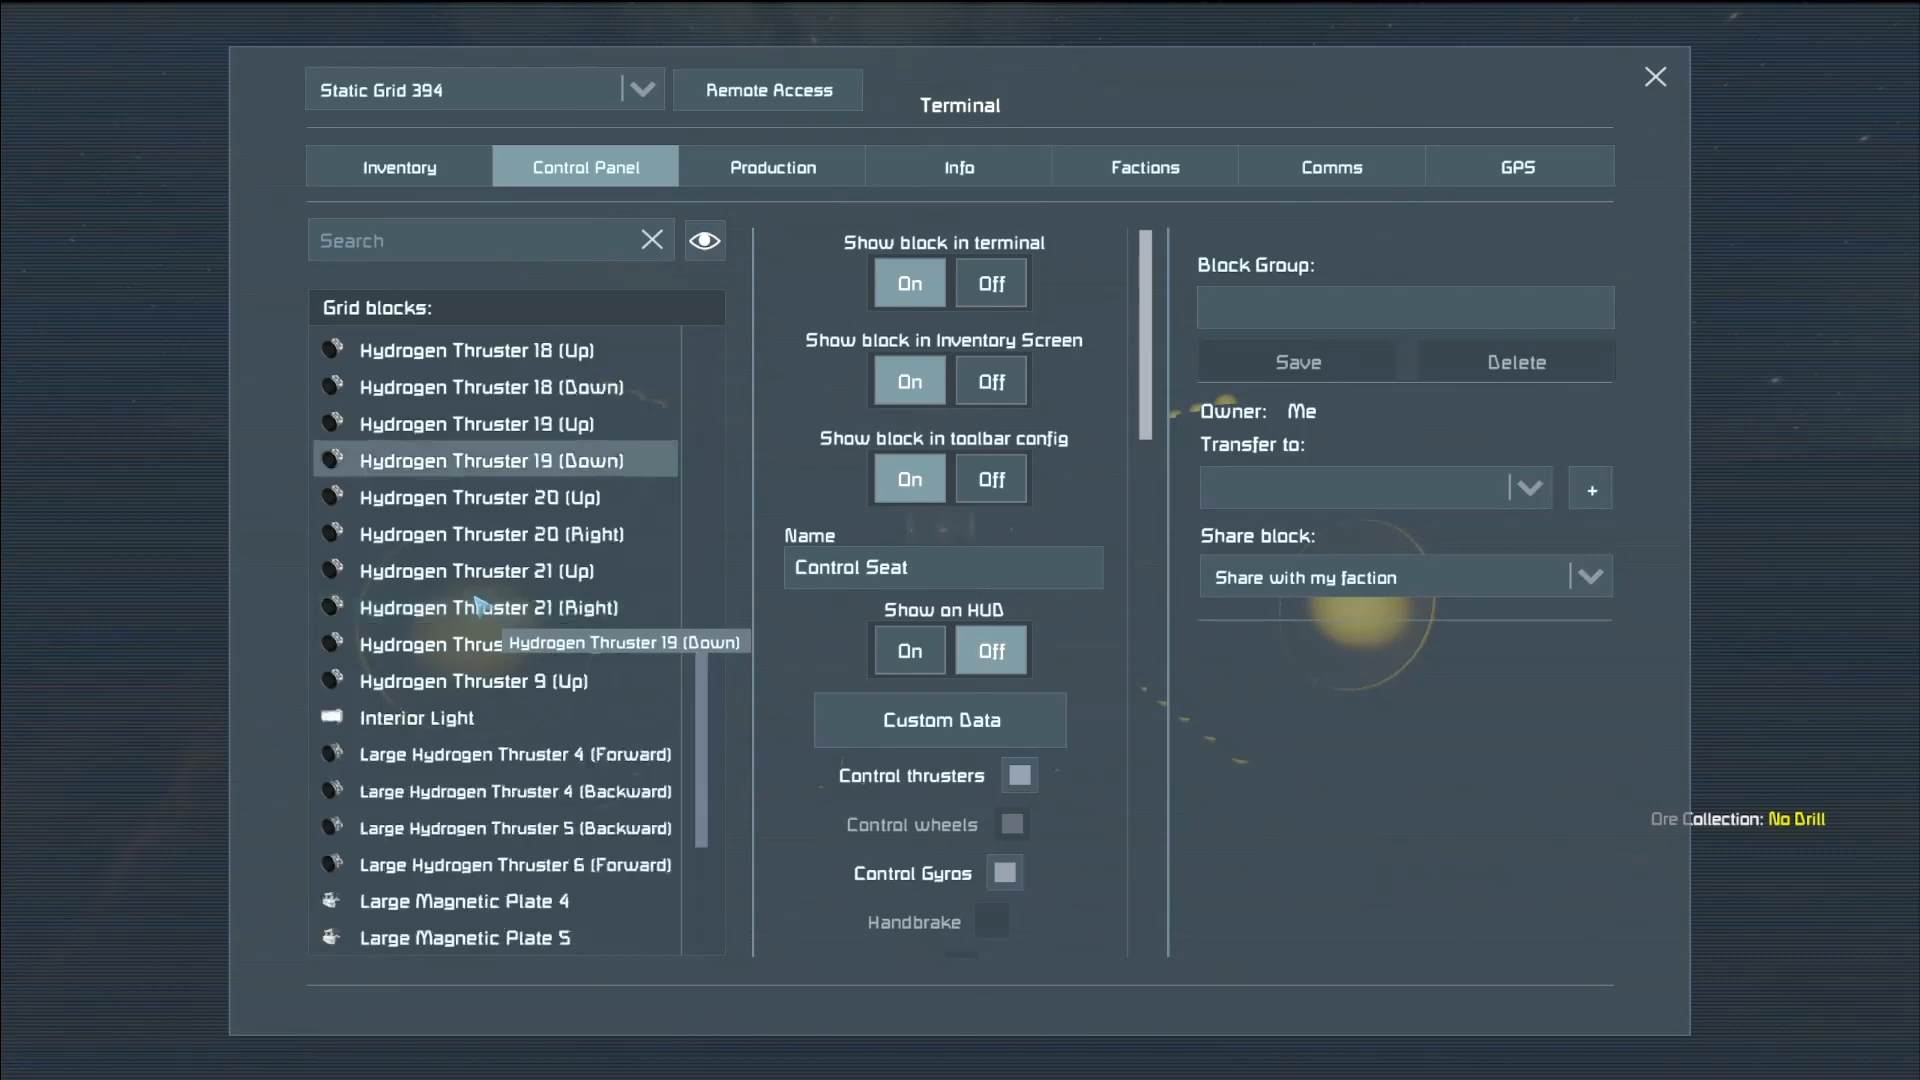 Static Grid 394
Remote Access
Terminal
Inventory
Control Panel
Production
Info
Factions
Comms
GPS
Search
Grid blocks:
Hydrogen Thruster 18 (Up)
Hydrogen Thruster 18 (Down)
Hydrogen Thruster 19 (Up)
Hydrogen Thruster 19 (Down)
Hydrogen Thruster 20 (Up)
Hydrogen Thruster 20 (Right)
Hydrogen Thruster 21 (Up)
Hydrogen Thruster 21 (Right)
Hydrogen Thrus
Hydrogen Thruster 19 (Down)
Hydrogen Thruster 9 (Up)
Interior Light
Large Hydrogen Thruster 4 (Forward)
Large Hydrogen Thruster 4 (Backward)
Large Hydrogen Thruster 5 (Backward)
Large Hydrogen Thruster 6 (Forward)
Large Magnetic Plate 4
Large Magnetic Plate 5
Show block in terminal
On Off
Show block in Inventory Screen
On Off
Show block in toolbar config
On Off
Name
Control Seat
Show on HUD
On Off
Custom Data
Control thrusters
Control wheels
Control Gyros
Handbrake
Block Group:
Save
Delete
Owner: Me
Transfer to:
+
Share block:
Share with my faction
Ore Collection: No Drill